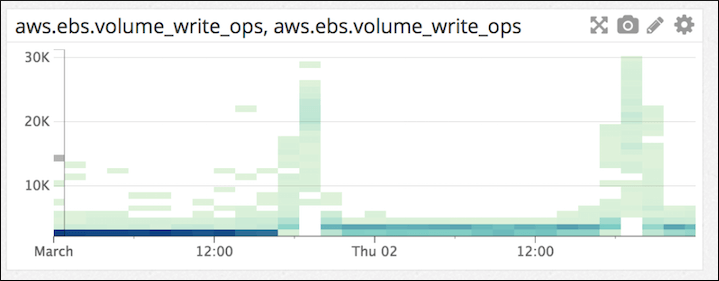 aws.ebs.volume_write_ops, aws.ebs.volume_write_ops
30K
20K
10K
March 12:00 Thu 02 12:00